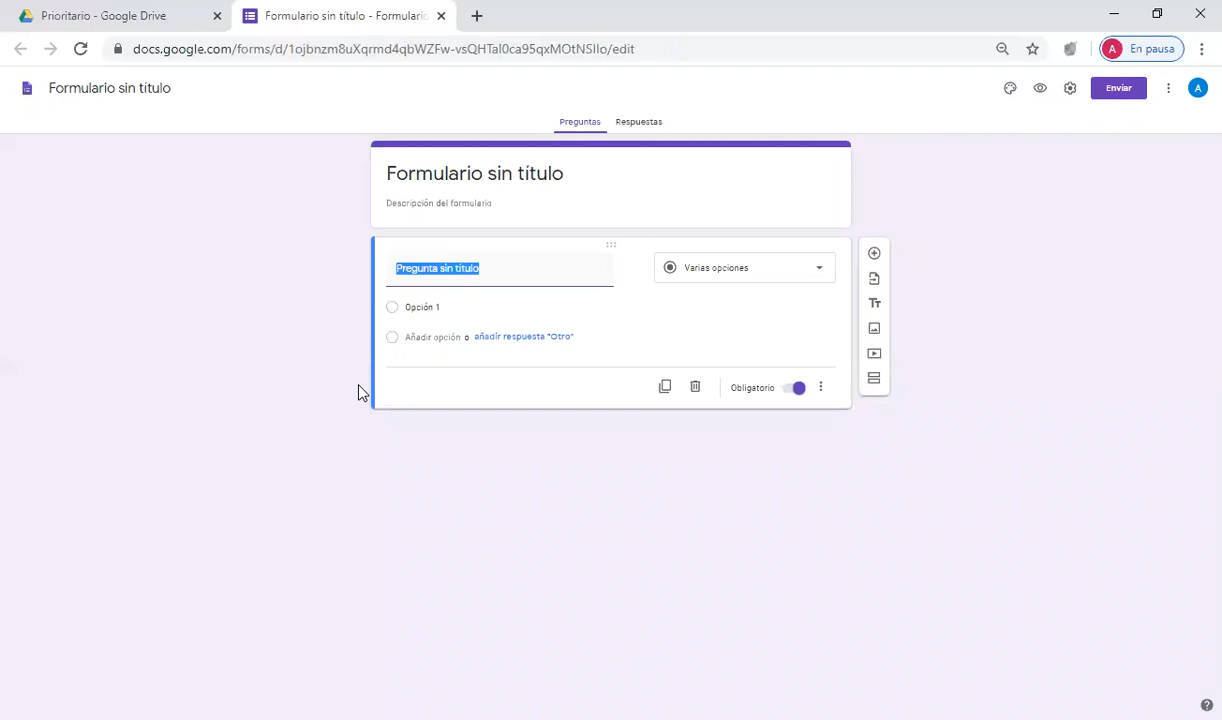 Prioritario - Google Drive
Formulario sin título - Formulario
docs.google.com/forms/d/1ojbnzm8uXqrmd4qbWZFw-vsQHTal0ca95qxMOtNSIIo/edit
A En pausa
Formulario sin título
Enviar
A
Preguntas Respuestas
Formulario sin título
Descripción del formulario
Pregunta sin título
Varias opciones
Opción 1
Añadir opción o añadir respuesta "Otro"
Obligatorio